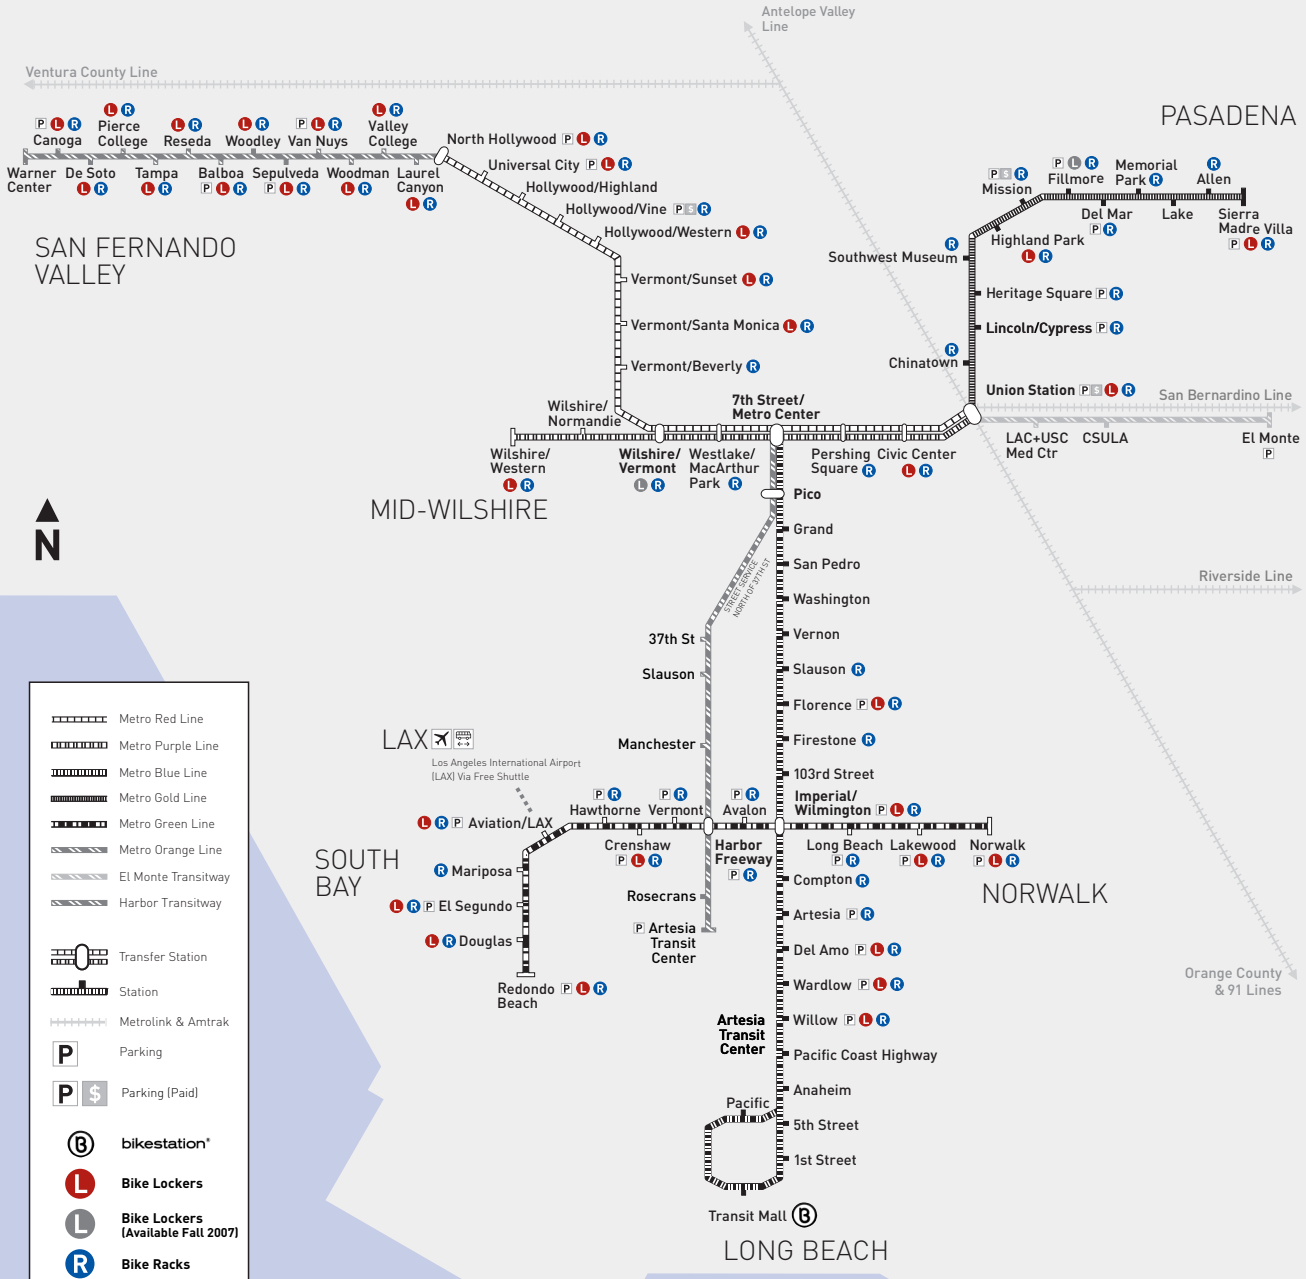 Antelope Valley
Line
Ventura County Line
PASADENA
P L R
Canoga
L R
Pierce
College
L R
Reseda
L R
Woodley
P L R
Van Nuys
L R
Valley
College
North Hollywood P L R
Universal City P L R
Hollywood/Highland
Hollywood/Vine P $ R
Hollywood/Western L R
Warner
Center
De Soto
L R
Tampa
L R
Balboa
P L R
Sepulveda
P L R
Woodman
L R
Laurel
Canyon
L R
SAN FERNANDO
VALLEY
Vermont/Sunset L R
Vermont/Santa Monica L R
Vermont/Beverly R
P $ R
Mission
P L R
Fillmore
Memorial
Park R
R
Allen
Del Mar
P R
Lake
Sierra
Madre Villa
P L R
Highland Park
L R
R
Southwest Museum
Heritage Square P R
Lincoln/Cypress P R
R
Chinatown
Union Station P $ L R
San Bernardino Line
LAC+USC
Med Ctr
CSULA
El Monte
P
Wilshire/
Normandie
7th Street/
Metro Center
Wilshire/
Western
L R
Wilshire/
Vermont
L R
Westlake/
MacArthur
Park R
Pershing
Square R
Civic Center
L R
MID-WILSHIRE
N
Pico
Grand
San Pedro
Washington
Vernon
Slauson R
Florence P L R
Firestone R
103rd Street
Imperial/
Wilmington P L R
STREET SERVICE
NORTH OF 37TH ST
Riverside Line
37th St
Slauson
Manchester
LAX
Los Angeles International Airport
(LAX) Via Free Shuttle
L R P Aviation/LAX
P R
Hawthorne
P R
Vermont
P R
Avalon
Crenshaw
P L R
Harbor
Freeway
P R
Long Beach
P R
Lakewood
P L R
Norwalk
P L R
SOUTH
BAY
NORWALK
R Mariposa
L R P El Segundo
L R Douglas
Redondo
Beach
P L R
Rosecrans
P Artesia
Transit
Center
Compton R
Artesia P R
Del Amo P L R
Wardlow P L R
Willow P L R
Artesia
Transit
Center
Pacific Coast Highway
Anaheim
Pacific
5th Street
1st Street
Transit Mall B
LONG BEACH
Orange County
& 91 Lines
Metro Red Line
Metro Purple Line
Metro Blue Line
Metro Gold Line
Metro Green Line
Metro Orange Line
El Monte Transitway
Harbor Transitway
Transfer Station
Station
Metrolink & Amtrak
P Parking
P $ Parking (Paid)
B bikestation®
L Bike Lockers
L Bike Lockers
(Available Fall 2007)
R Bike Racks